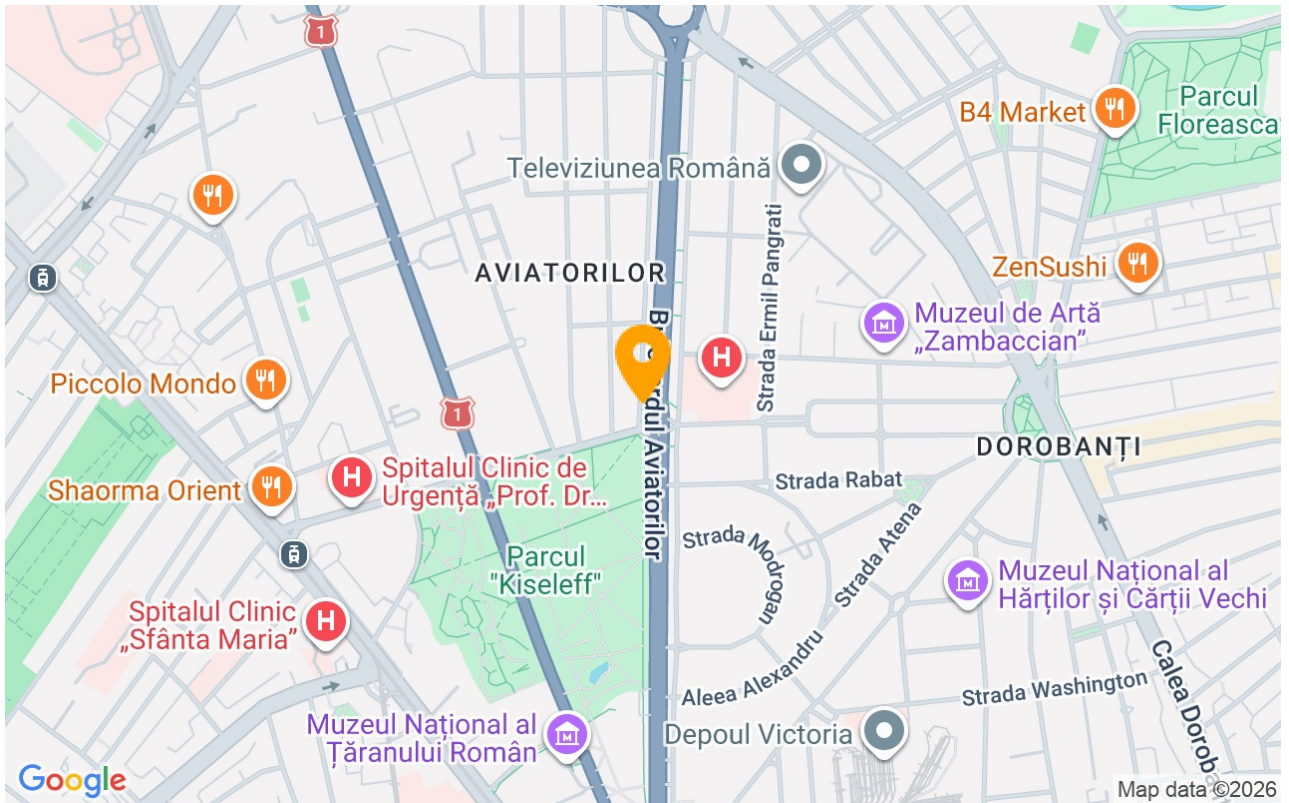 1
B4 Market
Parcul
Floreasca
Televiziunea Română
Strada Ermil Pangrati
AVIATORILOR
ZenSushi
Muzeul de Artă
„Zambaccian”
H
Piccolo Mondo
1
Bulevardul Aviatorilor
DOROBANȚI
Shaorma Orient
H
Spitalul Clinic de
Urgență „Prof. Dr...
Strada Rabat
Strada Atena
Strada Modrogan
Parcul
"Kiseleff"
Muzeul Național al
Hărților și Cărții Vechi
Spitalul Clinic
„Sfânta Maria”
H
Aleea Alexandru
Strada Washington
Calea Doroba
Muzeul Național al
Țăranului Român
Depoul Victoria
Google
Map data ©2026